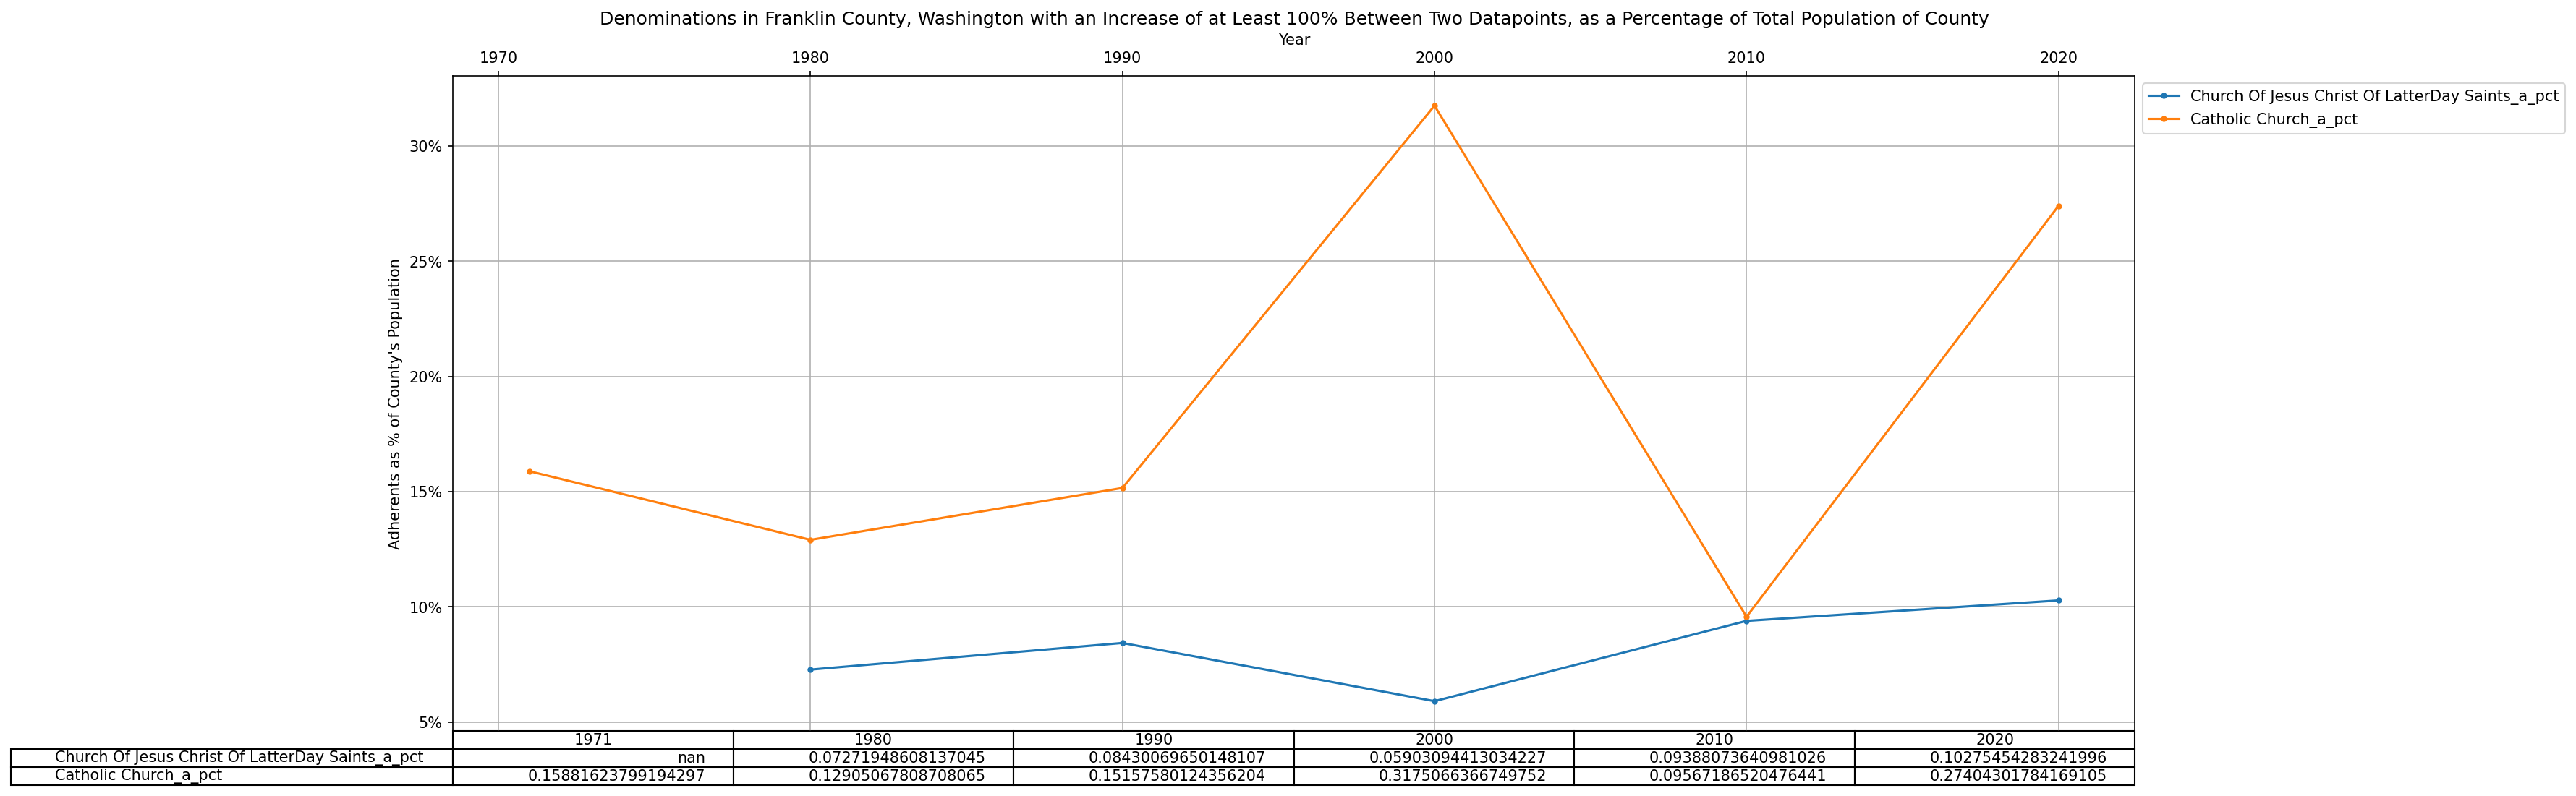 Denominations in Franklin County, Washington with an Increase of at Least 100% Between Two Datapoints, as a Percentage of Total Population of County
Year
1970 1980 1990 2000 2010 2020
Church Of Jesus Christ Of LatterDay Saints_a_pct
Catholic Church_a_pct
30%
25%
20%
15%
10%
5%
Adherents as % of County's Population
1971 1980 1990 2000 2010 2020
Church Of Jesus Christ Of LatterDay Saints_a_pct nan 0.07271948608137045 0.08430069650148107 0.05903094413034227 0.09388073640981026 0.10275454283241996
Catholic Church_a_pct 0.15881623799194297 0.12905067808708065 0.15157580124356204 0.3175066366749752 0.09567186520476441 0.27404301784169105